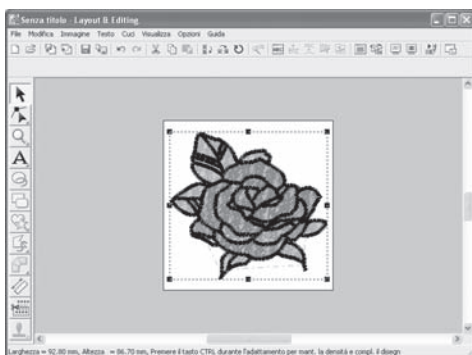 Senza titolo - Layout & Editing
File Modifica Immagine Testo Cuci Visualizza Opzioni Guida
A
Larghezza = 92.80 mm, Altezza = 86.70 mm, Premere il tasto CTRL durante l'adattamento per mant. la densità e compl. il disegn